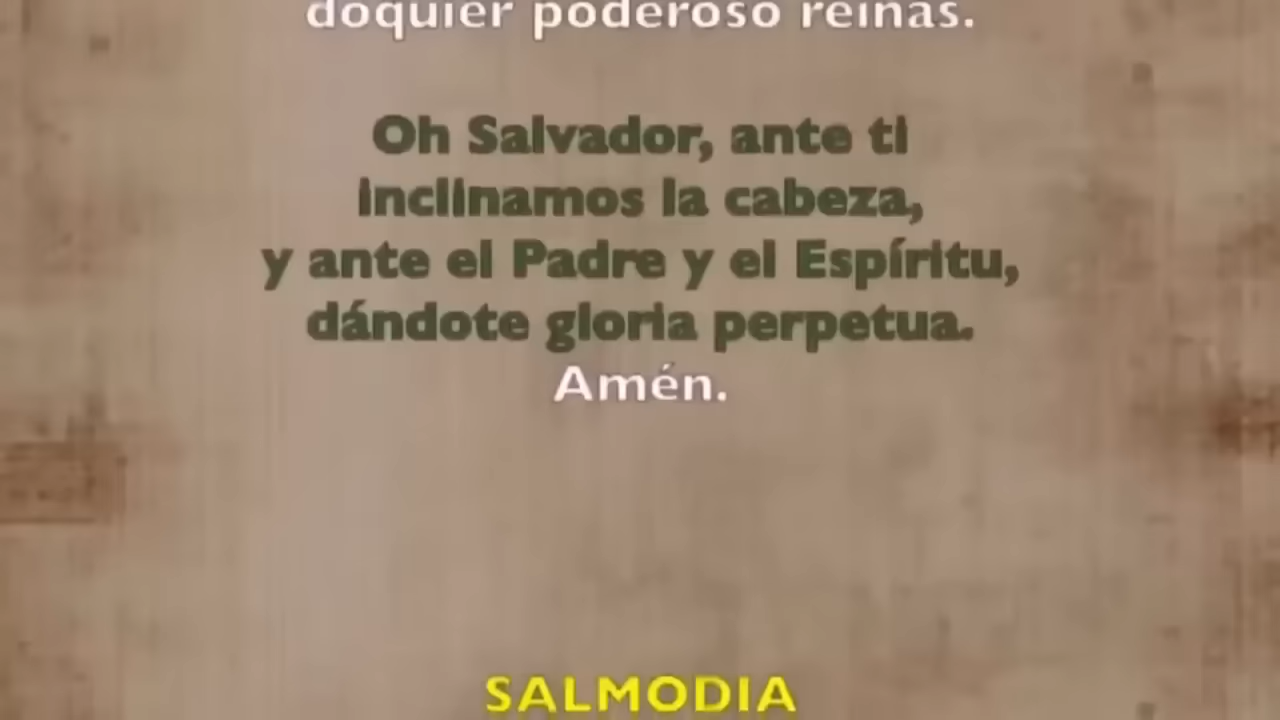 doquier poderoso reinas.
Oh Salvador, ante ti
inclinamos la cabeza,
y ante el Padre y el Espíritu,
dándote gloria perpetua.
Amén.
SALMODIA